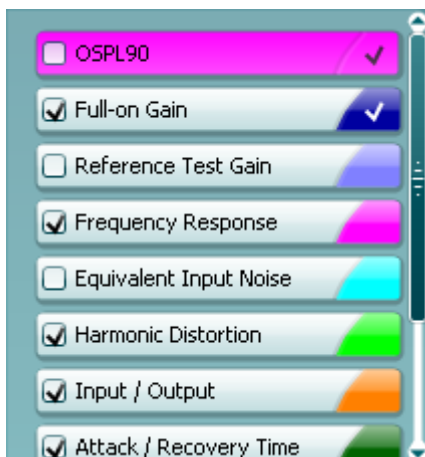 OSPL90
Full-on Gain
Reference Test Gain
Frequency Response
Equivalent Input Noise
Harmonic Distortion
Input / Output
Attack / Recovery Time